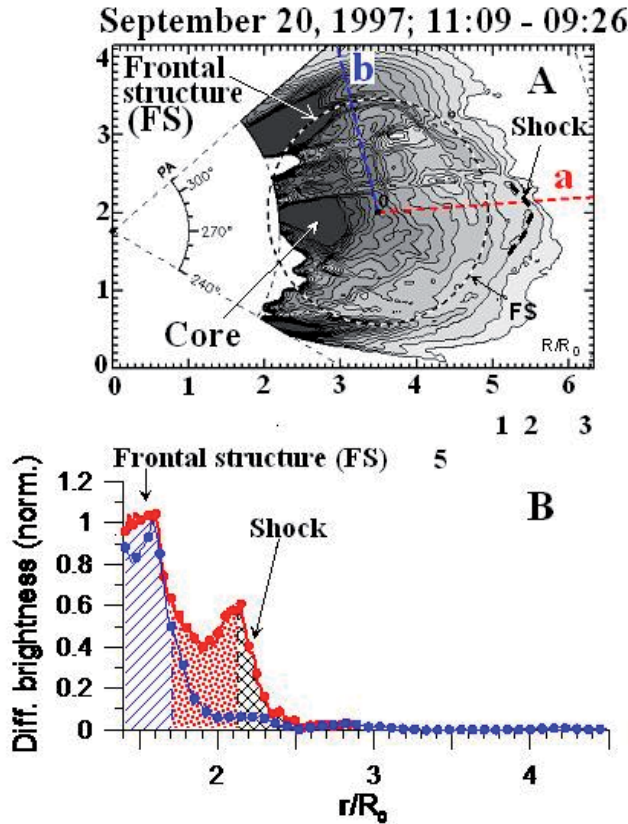 September 20, 1997; 11:09 - 09:26
Frontal
structure
(FS)
b
A
Shock
a
PA
300°
270°
240°
0
Core
FS
R/R₀
4
3
2
1
0
0 1 2 3 4 5 6
1 2 3
Frontal structure (FS) 5
B
Shock
Diff. brightness (norm.)
1.2
1
0.8
0.6
0.4
0.2
0
2 3 4
r/R₀